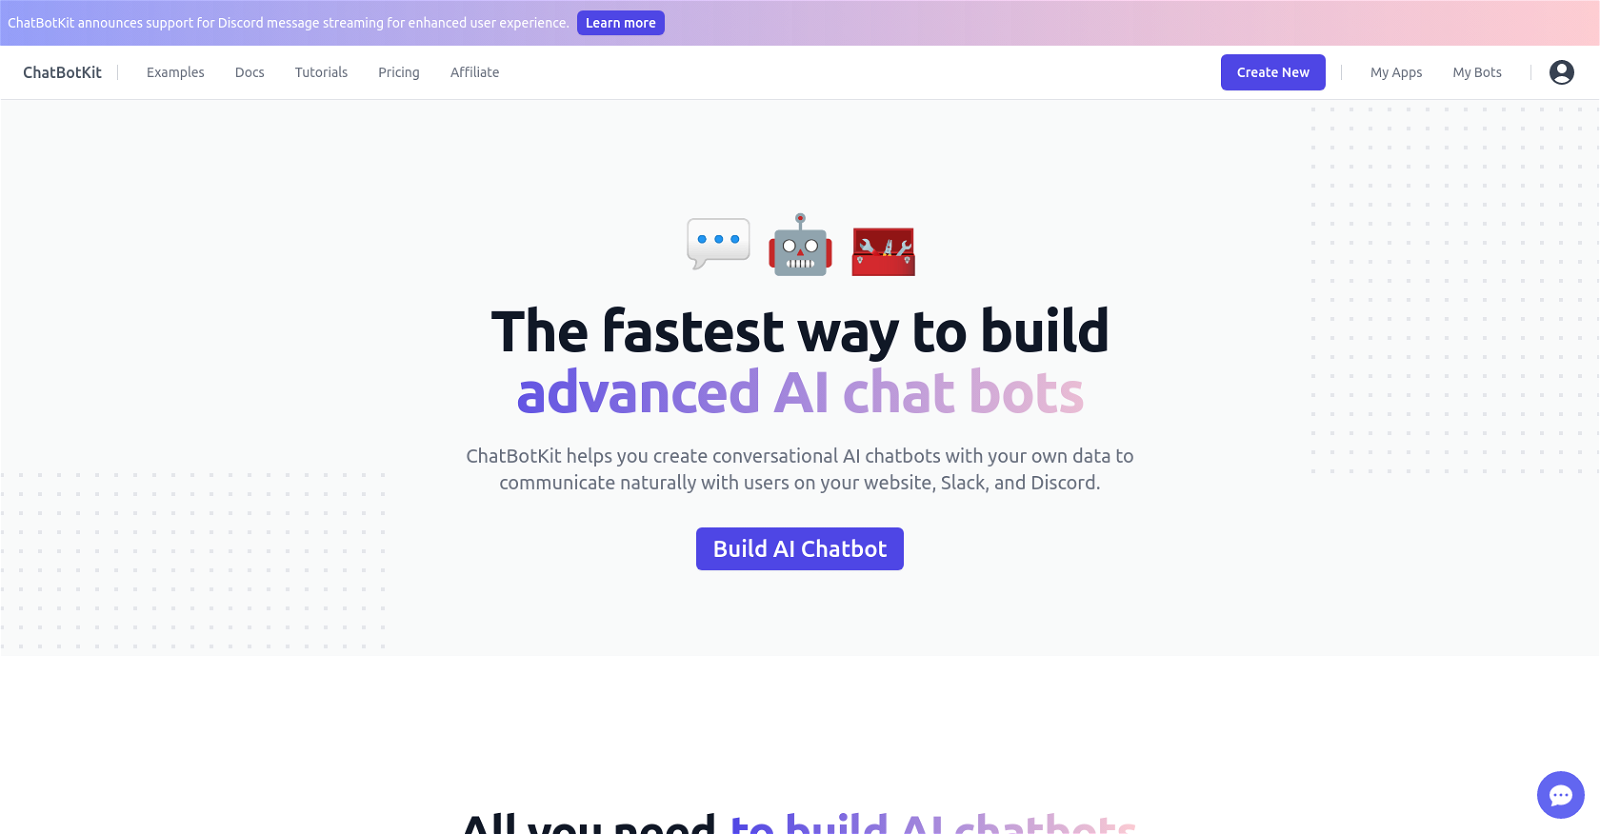 ChatBotKit announces support for Discord message streaming for enhanced user experience. Learn more
ChatBotKit Examples Docs Tutorials Pricing Affiliate Create New My Apps My Bots
The fastest way to build
advanced AI chat bots
ChatBotKit helps you create conversational AI chatbots with your own data to
communicate naturally with users on your website, Slack, and Discord.
Build AI Chatbot
All you need to build AI chatbots